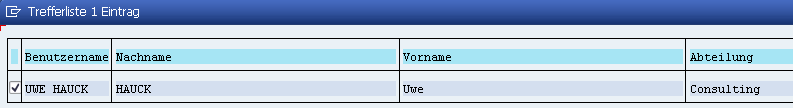 Trefferliste 1 Eintrag
Benutzername Nachname Vorname Abteilung
UWE HAUCK HAUCK Uwe Consulting